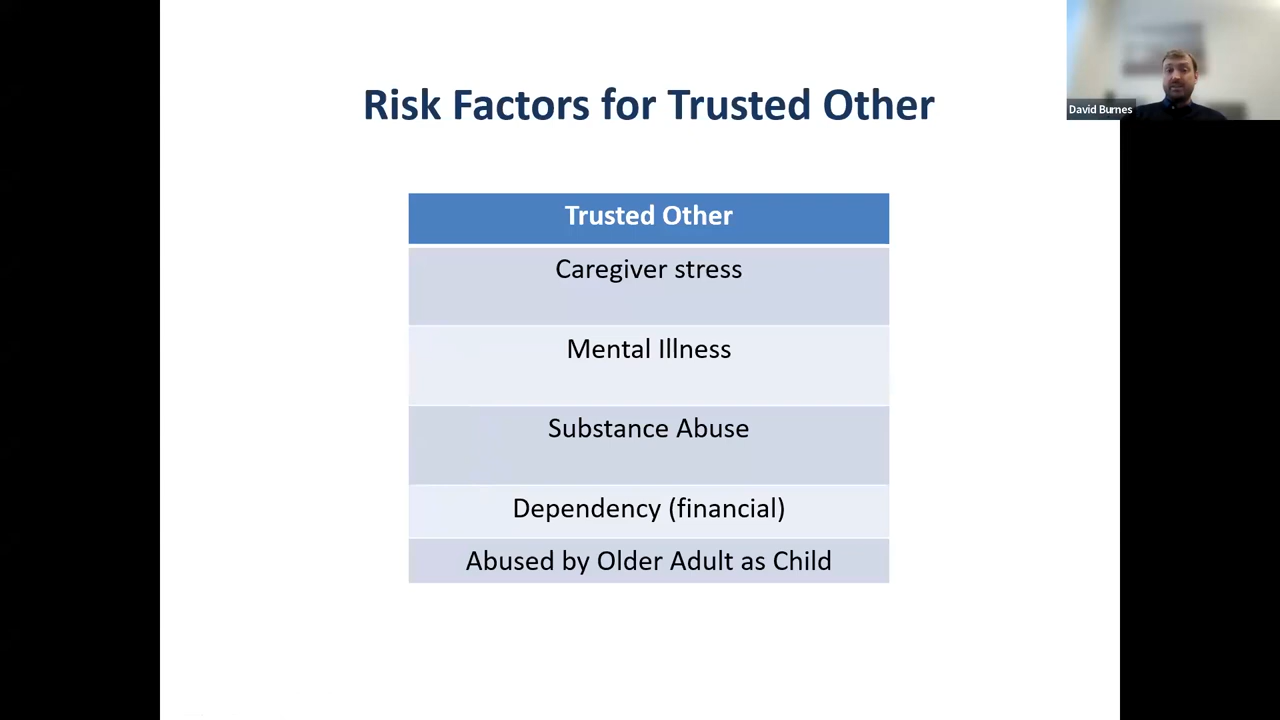 Risk Factors for Trusted Other
David Burnes
Trusted Other
Caregiver stress
Mental Illness
Substance Abuse
Dependency (financial)
Abused by Older Adult as Child